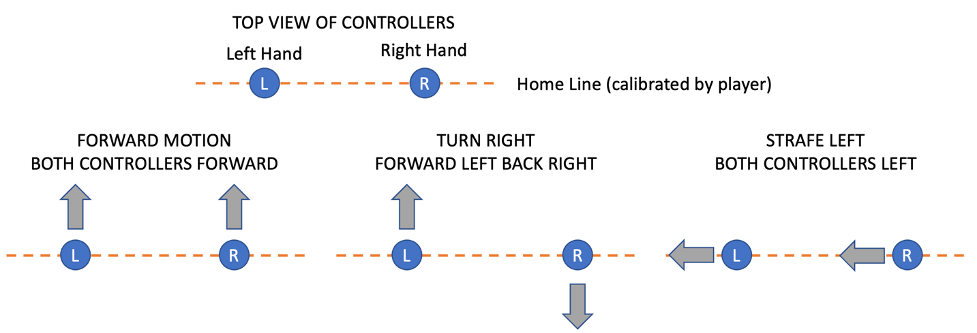 TOP VIEW OF CONTROLLERS
Left Hand
Right Hand
L
R
Home Line (calibrated by player)
FORWARD MOTION
BOTH CONTROLLERS FORWARD
L
R
TURN RIGHT
FORWARD LEFT BACK RIGHT
L
R
STRAFE LEFT
BOTH CONTROLLERS LEFT
L
R